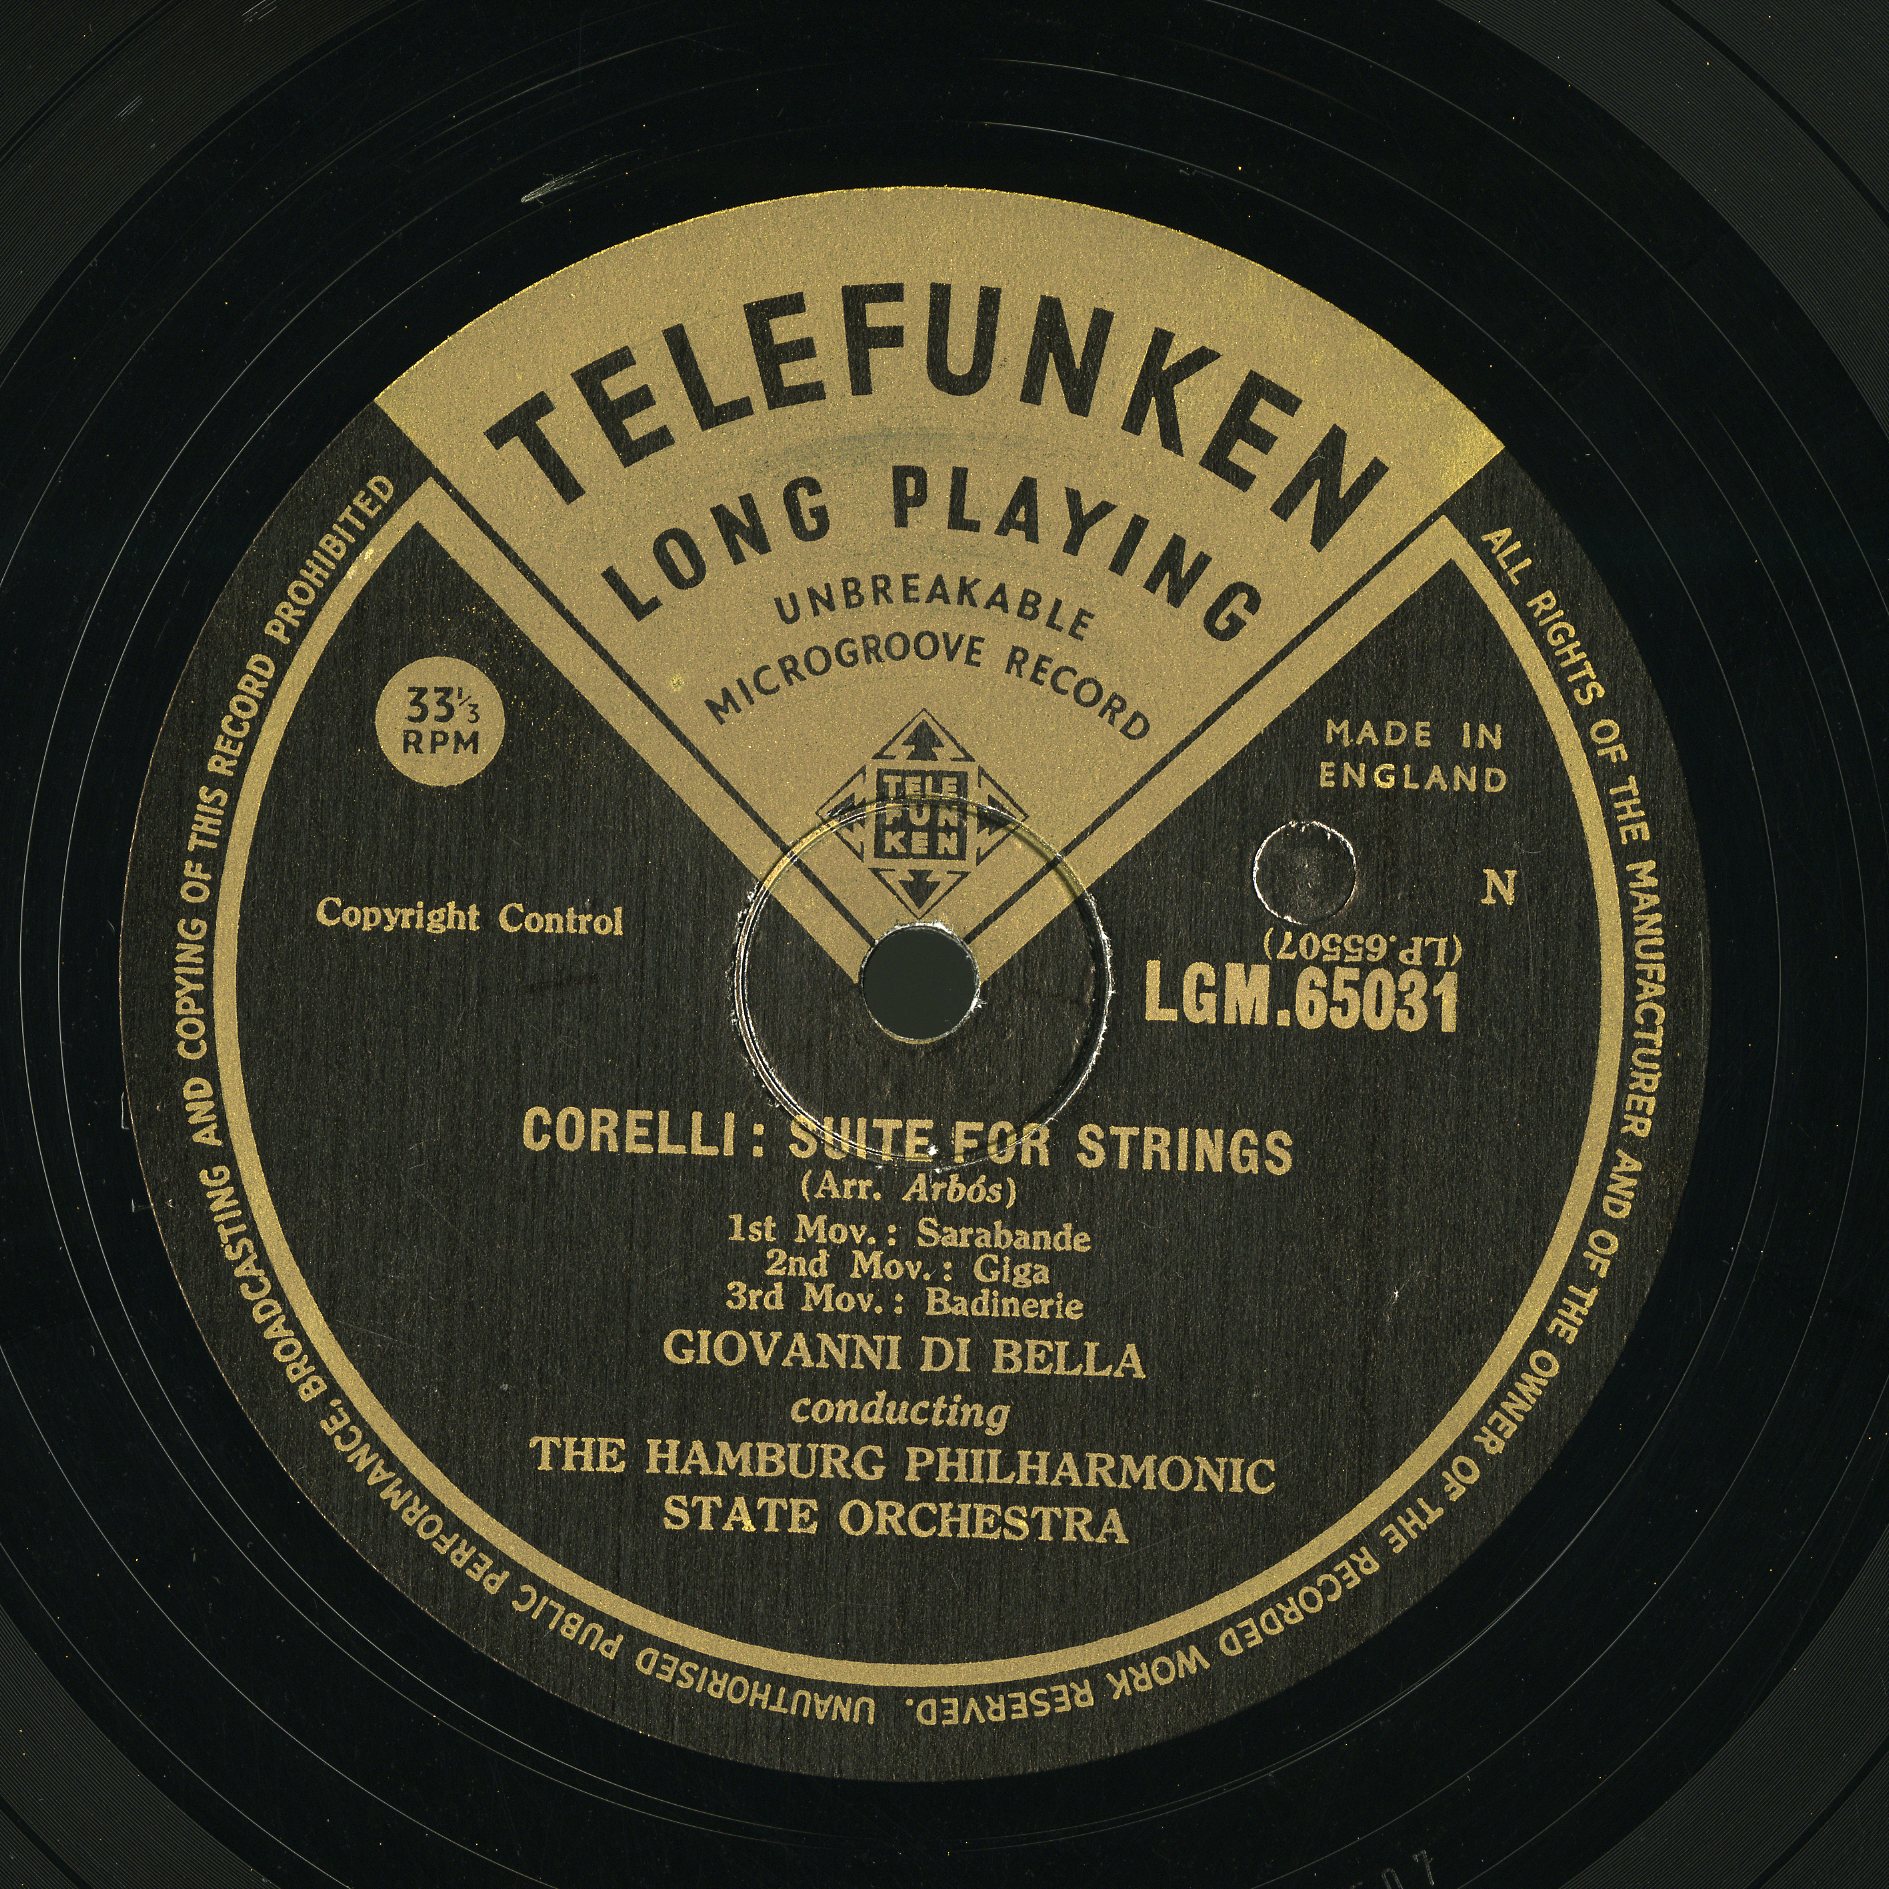 TELEFUNKEN
LONG PLAYING
UNBREAKABLE
MICROGROOVE RECORD
TELE
FUN
KEN
33⅓
RPM
MADE IN
ENGLAND
Copyright Control
N
(LP.65507)
LGM.65031
CORELLI: SUITE FOR STRINGS
(Arr. Arbós)
1st Mov.: Sarabande
2nd Mov.: Giga
3rd Mov.: Badinerie
GIOVANNI DI BELLA
conducting
THE HAMBURG PHILHARMONIC
STATE ORCHESTRA
ALL RIGHTS OF THE MANUFACTURER AND OF THE OWNER OF THE RECORDED WORK RESERVED. UNAUTHORISED PUBLIC PERFORMANCE, BROADCASTING AND COPYING OF THIS RECORD PROHIBITED